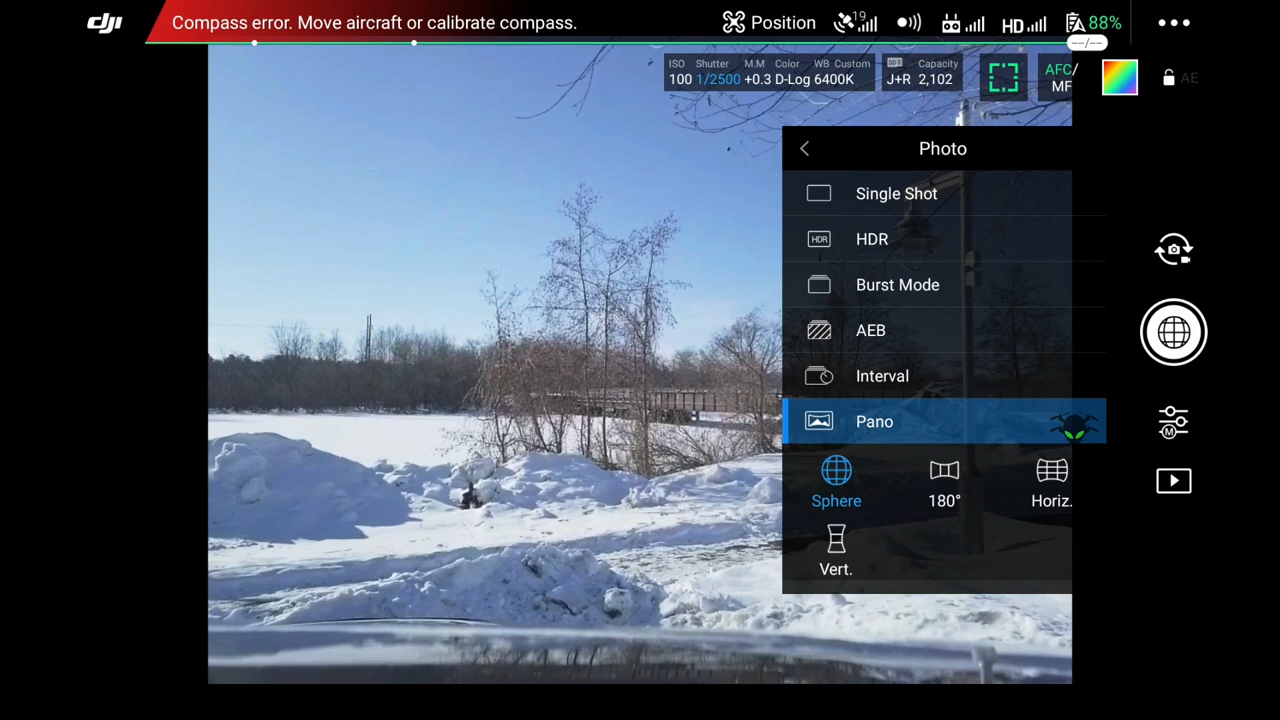 dji Compass error. Move aircraft or calibrate compass. Position 19 HD 88% •••
--/--
ISO Shutter M.M Color WB Custom SD Capacity
100 1/2500 +0.3 D-Log 6400K J+R 2,102 AFC/ MF AE
Photo
Single Shot
HDR HDR
Burst Mode
AEB
Interval
Pano
M
Sphere 180° Horiz.
Vert.